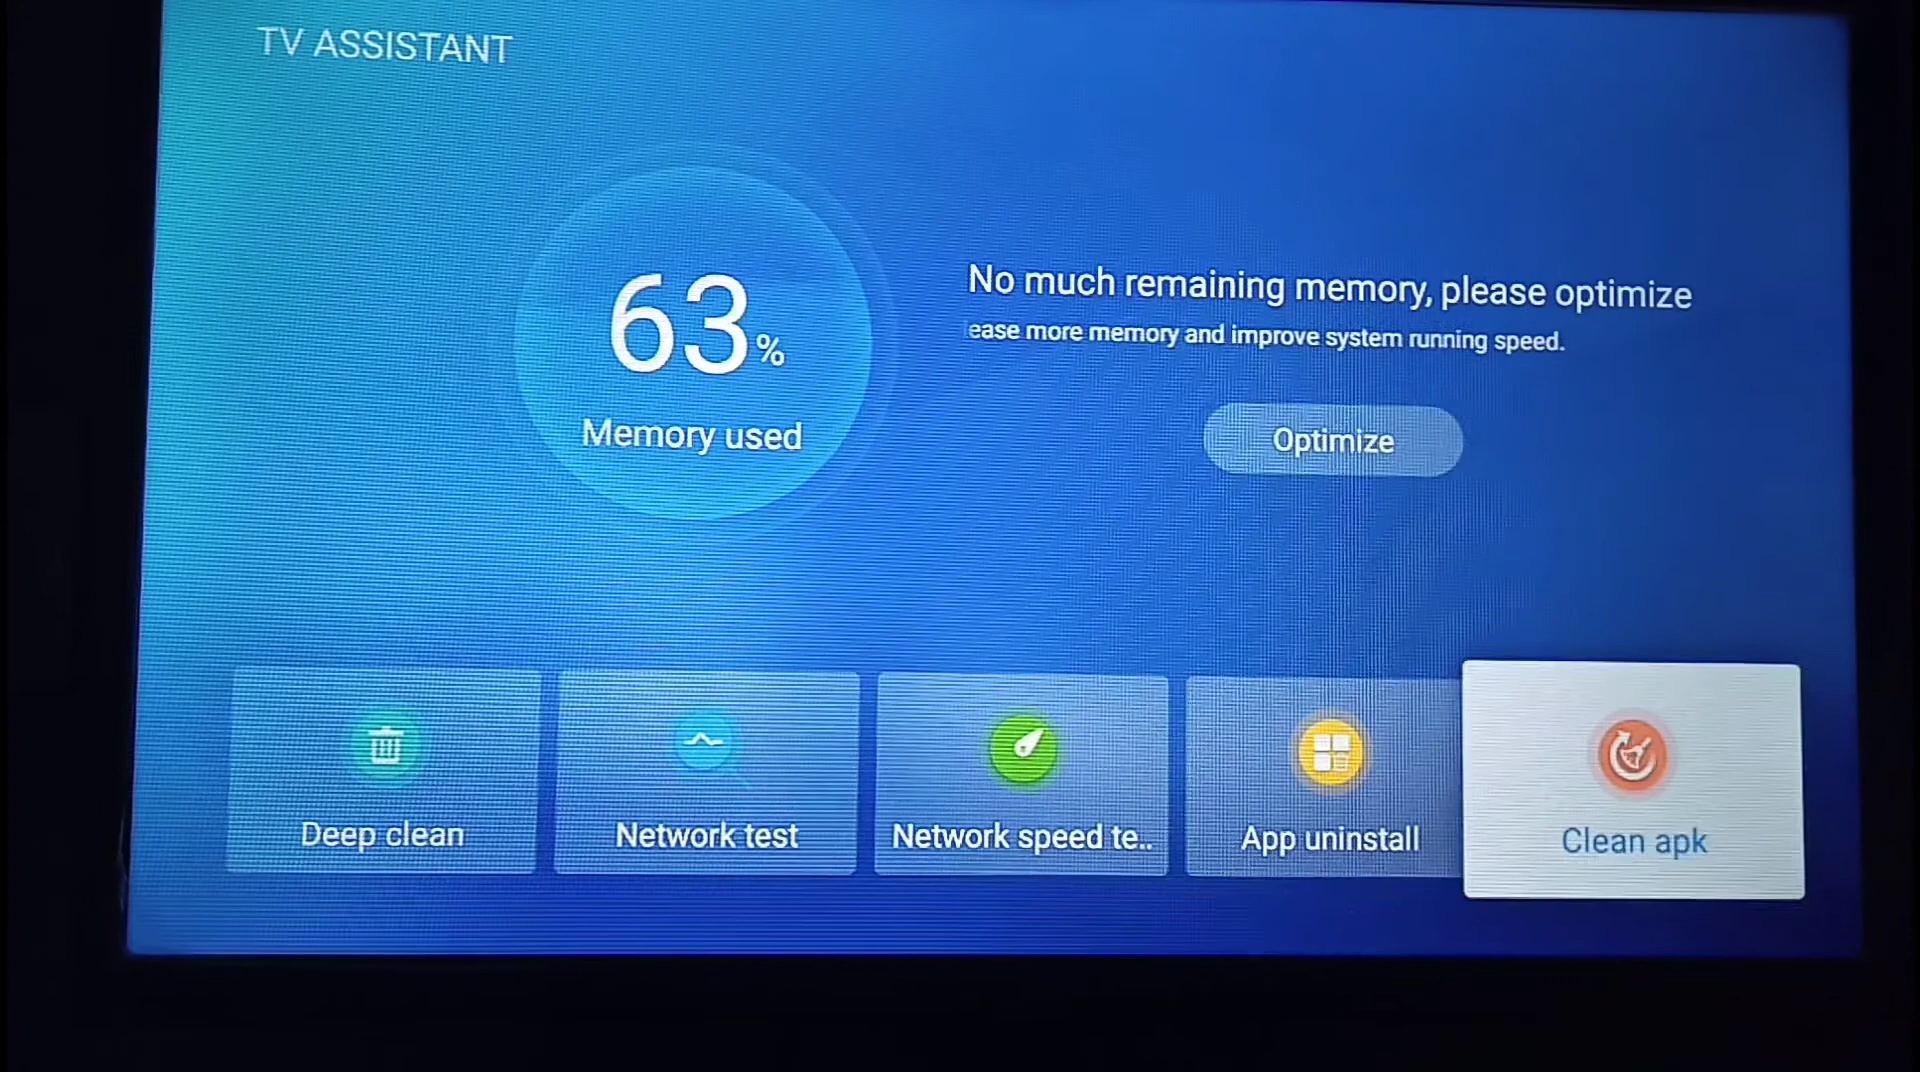 TV ASSISTANT
63%
Memory used
No much remaining memory, please optimize
ease more memory and improve system running speed.
Optimize
Deep clean
Network test
Network speed te..
App uninstall
Clean apk